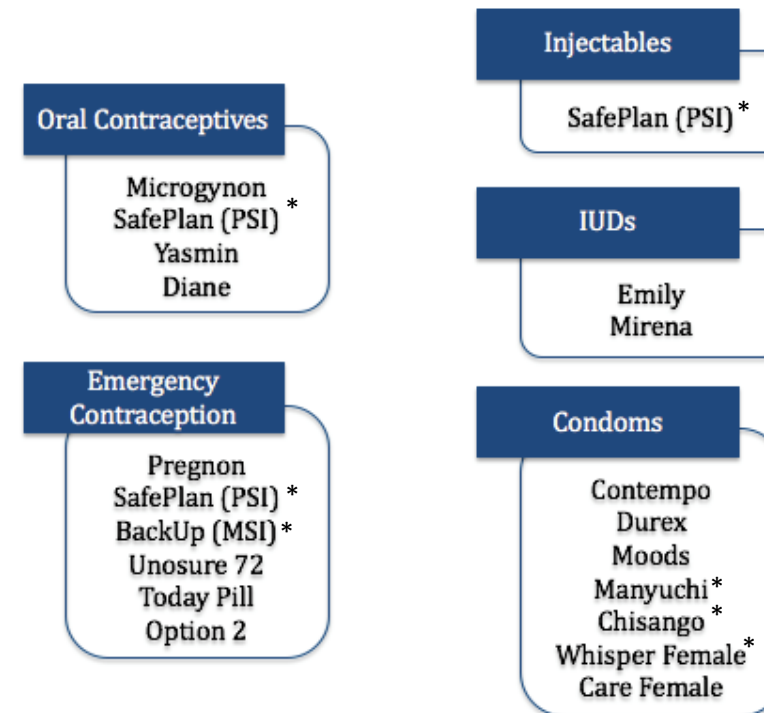 Oral Contraceptives
Microgynon
SafePlan (PSI) *
Yasmin
Diane
Emergency
Contraception
Pregnon
SafePlan (PSI) *
BackUp (MSI) *
Unosure 72
Today Pill
Option 2
Injectables
SafePlan (PSI) *
IUDs
Emily
Mirena
Condoms
Contempo
Durex
Moods
Manyuchi *
Chisango *
Whisper Female *
Care Female